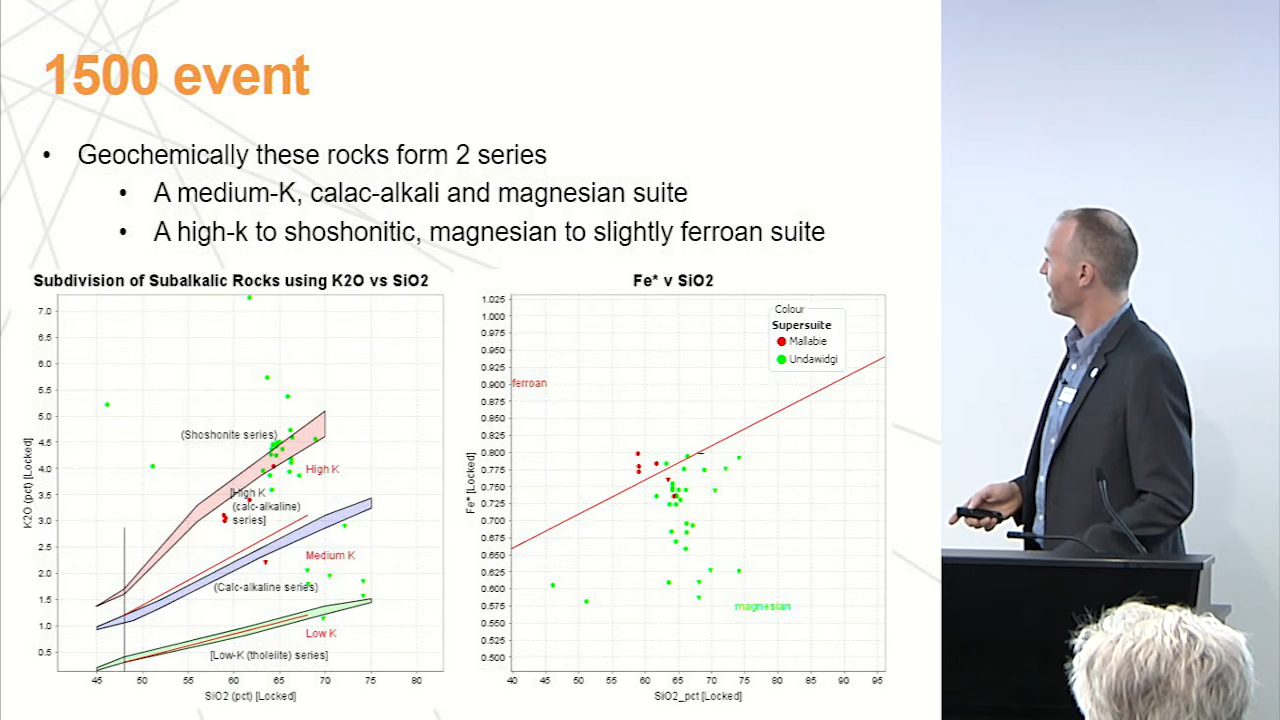 1500 event
• Geochemically these rocks form 2 series
• A medium-K, calac-alkali and magnesian suite
• A high-k to shoshonitic, magnesian to slightly ferroan suite
Subdivision of Subalkalic Rocks using K2O vs SiO2
7.0
6.5
6.0
5.5
5.0
4.5
4.0
3.5
3.0
2.5
2.0
1.5
1.0
0.5
K2O (pct) [Locked]
(Shoshonite series)
High K
[High K
(calc-alkaline)
series]
Medium K
(Calc-alkaline series)
Low K
[Low-K (tholeiite) series]
45 50 55 60 65 70 75 80
SiO2 (pct) [Locked]
Fe* v SiO2
1.025
1.000
0.975
0.950
0.925
0.900
0.875
0.850
0.825
0.800
0.775
0.750
0.725
0.700
0.675
0.650
0.625
0.600
0.575
0.550
0.525
0.500
Fe* [Locked]
Colour
Supersuite
Mallabie
Undawidgi
ferroan
magnesian
40 45 50 55 60 65 70 75 80 85 90 95
SiO2_pct [Locked]